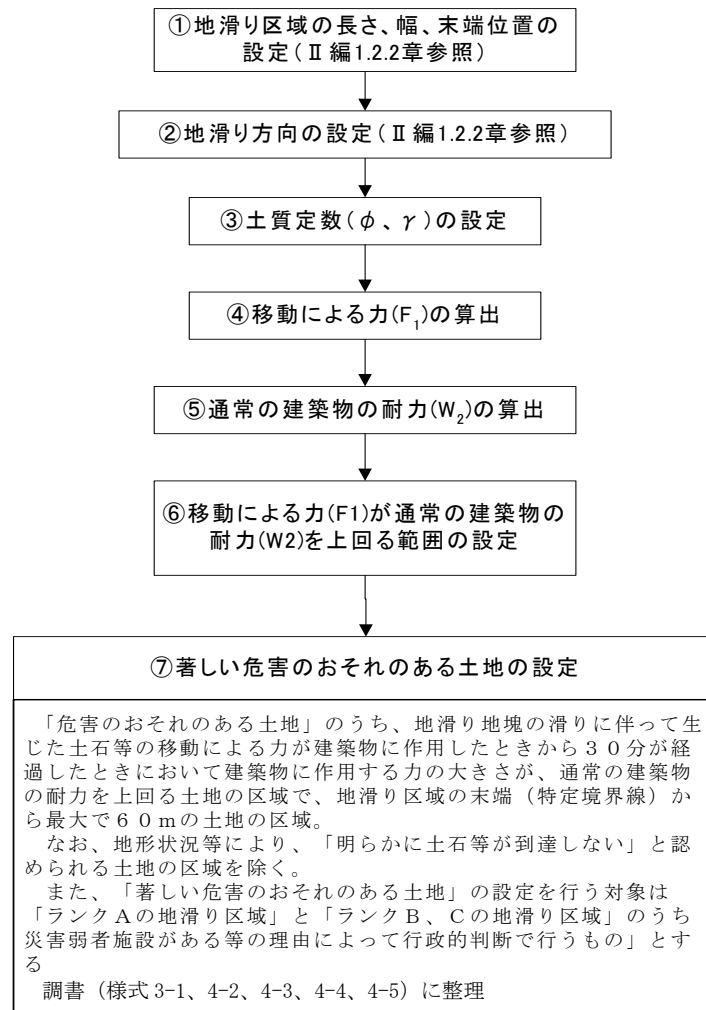 ①地滑り区域の長さ、幅、末端位置の
設定(Ⅱ編1.2.2章参照)
②地滑り方向の設定(Ⅱ編1.2.2章参照)
③土質定数(φ、γ)の設定
④移動による力(F₁)の算出
⑤通常の建築物の耐力(W₂)の算出
⑥移動による力(F1)が通常の建築物の
耐力(W2)を上回る範囲の設定
⑦著しい危害のおそれのある土地の設定
「危害のおそれのある土地」のうち、地滑り地塊の滑りに伴って生
じた土石等の移動による力が建築物に作用したときから30分が経
過したときにおいて建築物に作用する力の大きさが、通常の建築物
の耐力を上回る土地の区域で、地滑り区域の末端(特定境界線)か
ら最大で60mの土地の区域。
なお、地形状況等により、「明らかに土石等が到達しない」と認
められる土地の区域を除く。
また、「著しい危害のおそれのある土地」の設定を行う対象は
「ランクAの地滑り区域」と「ランクB、Cの地滑り区域」のうち
災害弱者施設がある等の理由によって行政的判断で行うもの」とす
る
調書(様式3-1、4-2、4-3、4-4、4-5)に整理